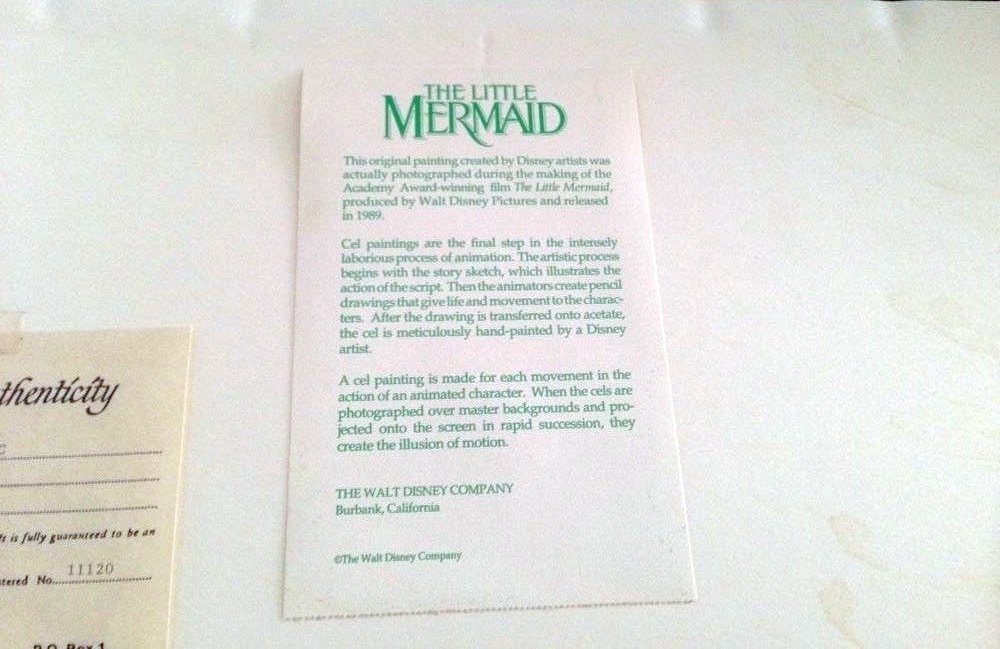 THE LITTLE
MERMAID
This original painting created by Disney artists was
actually photographed during the making of the
Academy Award-winning film The Little Mermaid,
produced by Walt Disney Pictures and released
in 1989.
Cel paintings are the final step in the intensely
laborious process of animation. The artistic process
begins with the story sketch, which illustrates the
action of the script. Then the animators create pencil
drawings that give life and movement to the charac-
ters. After the drawing is transferred onto acetate,
the cel is meticulously hand-painted by a Disney
artist.
A cel painting is made for each movement in the
action of an animated character. When the cels are
photographed over master backgrounds and pro-
jected onto the screen in rapid succession, they
create the illusion of motion.
THE WALT DISNEY COMPANY
Burbank, California
©The Walt Disney Company
thenticity
is fully guaranteed to be an
tered No. 11120
P.O. Box 1